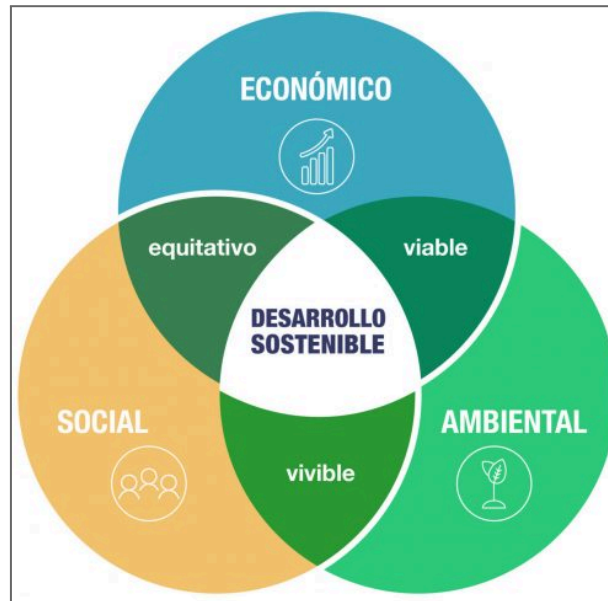 ECONÓMICO
equitativo
viable
DESARROLLO
SOSTENIBLE
SOCIAL
AMBIENTAL
vivible